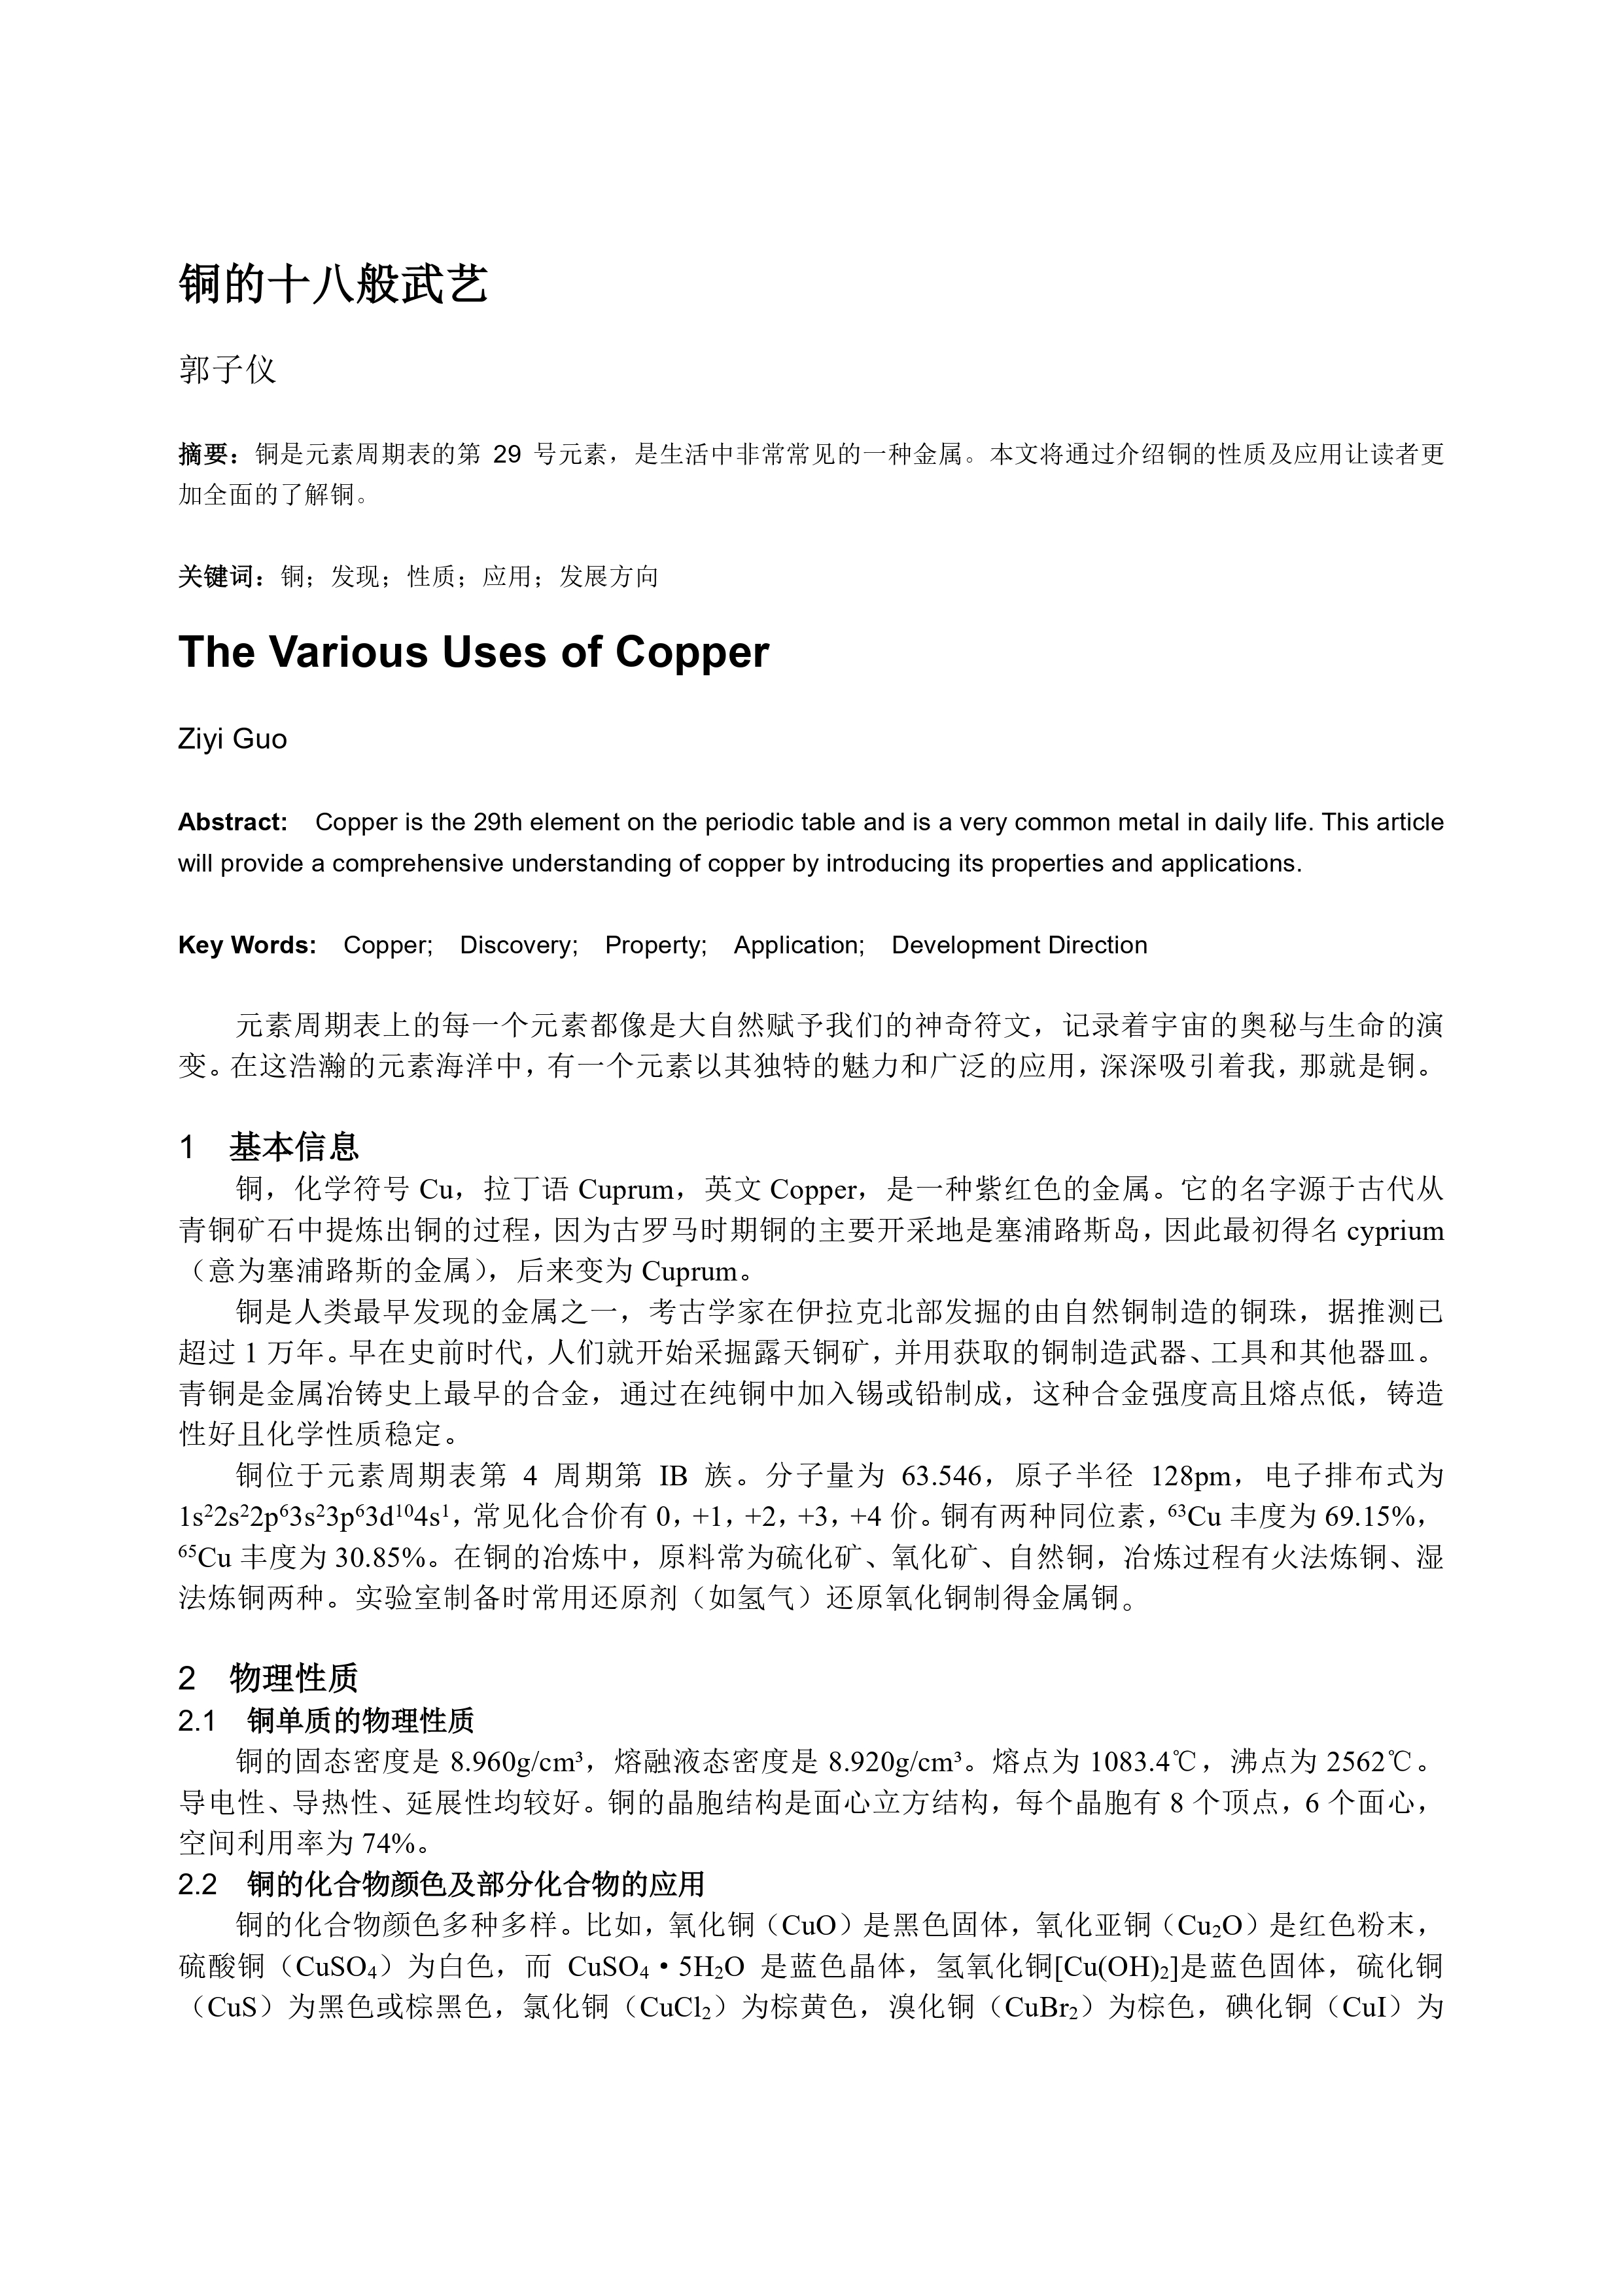 铜的十八般武艺
郭子仪
摘要：铜是元素周期表的第 29 号元素，是生活中非常常见的一种金属。本文将通过介绍铜的性质及应用让读者更
加全面的了解铜。
关键词：铜；发现；性质；应用；发展方向
The Various Uses of Copper
Ziyi Guo
Abstract: Copper is the 29th element on the periodic table and is a very common metal in daily life. This article
will provide a comprehensive understanding of copper by introducing its properties and applications.
Key Words: Copper; Discovery; Property; Application; Development Direction
元素周期表上的每一个元素都像是大自然赋予我们的神奇符文，记录着宇宙的奥秘与生命的演
变。在这浩瀚的元素海洋中，有一个元素以其独特的魅力和广泛的应用，深深吸引着我，那就是铜。
1 基本信息
铜，化学符号 Cu，拉丁语 Cuprum，英文 Copper，是一种紫红色的金属。它的名字源于古代从
青铜矿石中提炼出铜的过程，因为古罗马时期铜的主要开采地是塞浦路斯岛，因此最初得名 cyprium
（意为塞浦路斯的金属），后来变为 Cuprum。
铜是人类最早发现的金属之一，考古学家在伊拉克北部发掘的由自然铜制造的铜珠，据推测已
超过 1 万年。早在史前时代，人们就开始采掘露天铜矿，并用获取的铜制造武器、工具和其他器皿。
青铜是金属冶铸史上最早的合金，通过在纯铜中加入锡或铅制成，这种合金强度高且熔点低，铸造
性好且化学性质稳定。
铜位于元素周期表第 4 周期第 IB 族。分子量为 63.546，原子半径 128pm，电子排布式为
1s²2s²2p⁶3s²3p⁶3d¹⁰4s¹，常见化合价有 0，+1，+2，+3，+4 价。铜有两种同位素，⁶³Cu 丰度为 69.15%，
⁶⁵Cu 丰度为 30.85%。在铜的冶炼中，原料常为硫化矿、氧化矿、自然铜，冶炼过程有火法炼铜、湿
法炼铜两种。实验室制备时常用还原剂（如氢气）还原氧化铜制得金属铜。
2 物理性质
2.1 铜单质的物理性质
铜的固态密度是 8.960g/cm³，熔融液态密度是 8.920g/cm³。熔点为 1083.4℃，沸点为 2562℃。
导电性、导热性、延展性均较好。铜的晶胞结构是面心立方结构，每个晶胞有 8 个顶点，6 个面心，
空间利用率为 74%。
2.2 铜的化合物颜色及部分化合物的应用
铜的化合物颜色多种多样。比如，氧化铜（CuO）是黑色固体，氧化亚铜（Cu₂O）是红色粉末，
硫酸铜（CuSO₄）为白色，而 CuSO₄·5H₂O 是蓝色晶体，氢氧化铜[Cu(OH)₂]是蓝色固体，硫化铜
（CuS）为黑色或棕黑色，氯化铜（CuCl₂）为棕黄色，溴化铜（CuBr₂）为棕色，碘化铜（CuI）为